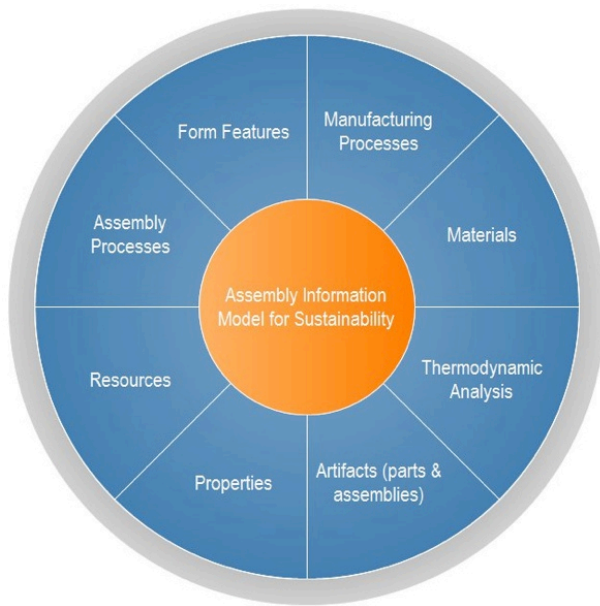 Form Features
Manufacturing
Processes
Assembly
Processes
Materials
Assembly Information
Model for Sustainability
Resources
Thermodynamic
Analysis
Properties
Artifacts (parts &
assemblies)